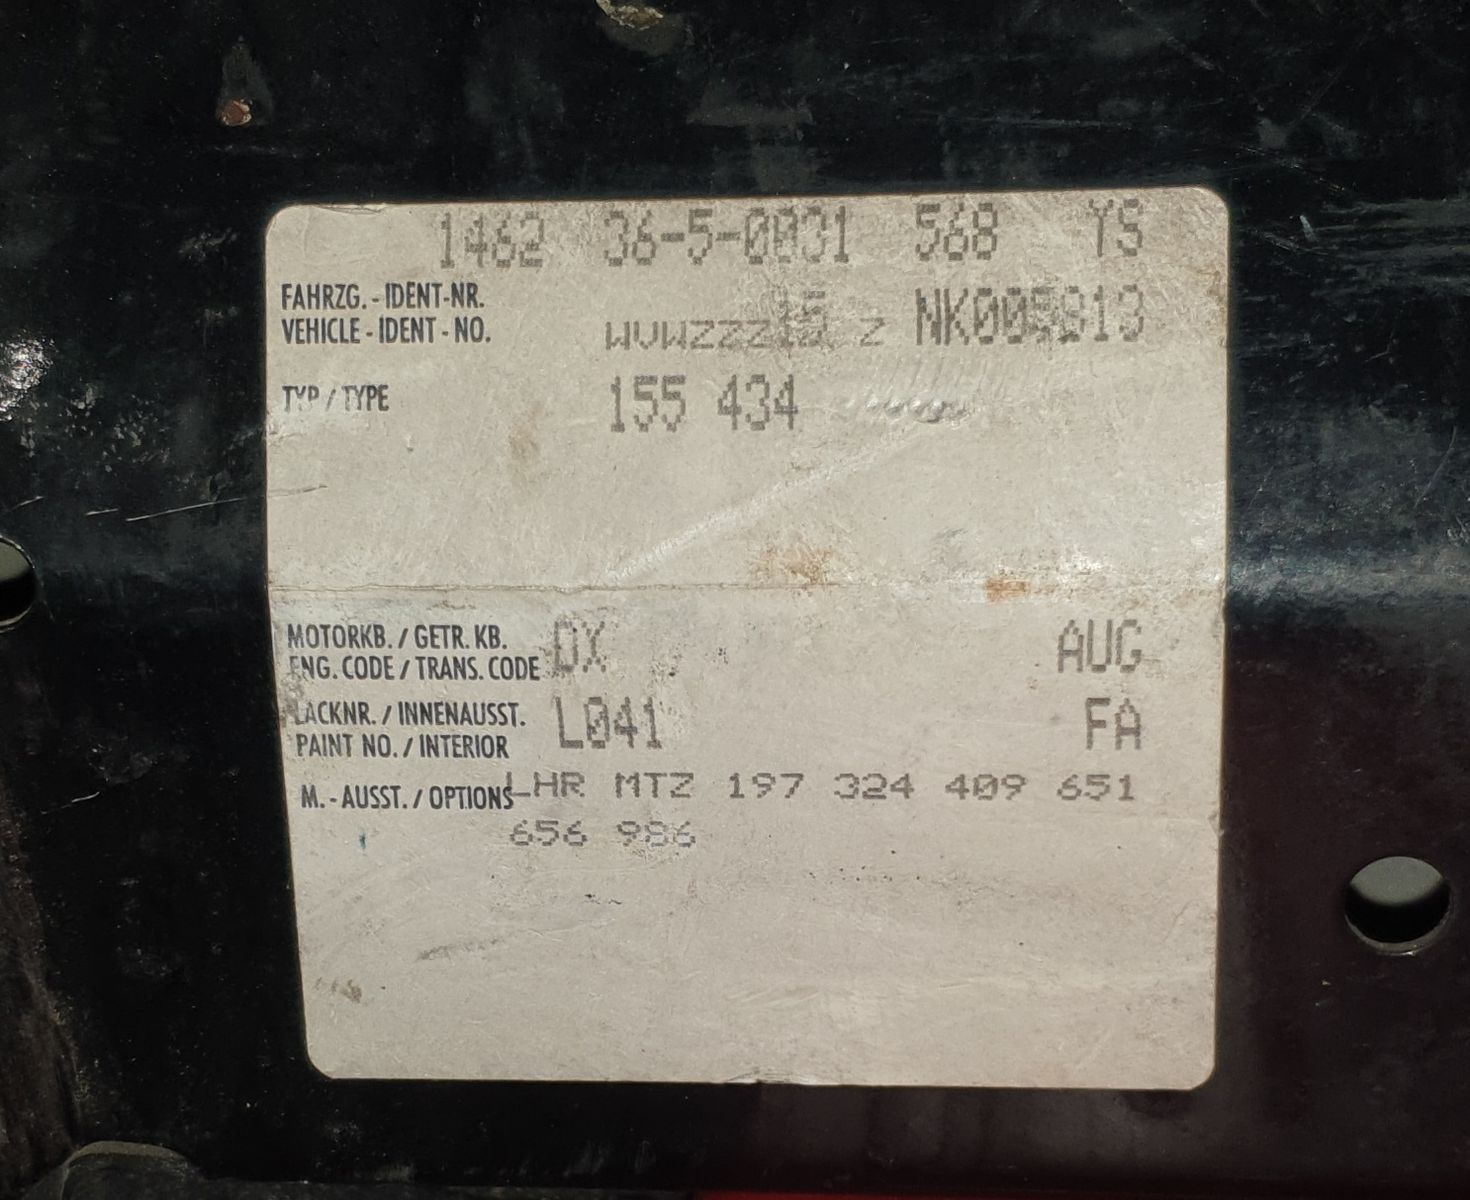 1462 36-5-0031 568 YS
FAHRZG.-IDENT-NR.
VEHICLE-IDENT-NO. WVWZZZ15 Z NK005313
TYP / TYPE 155 434
MOTORKB./GETR.KB. DX AUG
ENG.CODE/TRANS.CODE
LACKNR./INNENAUSST. L041 FA
PAINT NO./INTERIOR
M.-AUSST./OPTIONS LHR MTZ 197 324 409 651
656 986